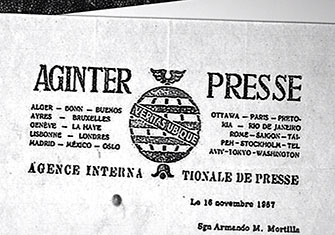 AGINTER PRESSE
ALGER - BONN - BUENOS
AYRES - BRUXELLES
GENÈVE - LA HAYE
LISBONNE - LONDRES
MADRID - MÉXICO - OSLO
VERITAS UBIQUE
OTTAWA - PARIS - PRETO-
RIA - RIO DE JANEIRO
ROME - SAIGON - TAI-
PEH - STOCKHOLM - TEL
AVIV - TOKYO - WASHINGTON
AGENCE INTERNATIONALE DE PRESSE
Le 16 novembre 1967
Sgn Armando M. Mortilla